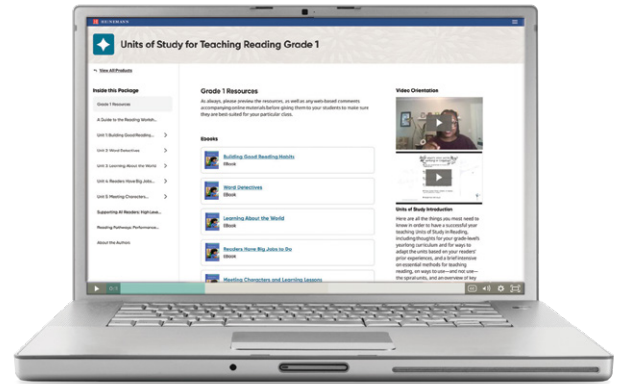 HEINEMANN
Units of Study for Teaching Reading Grade 1
View All Products
Inside this Package
Grade 1 Resources
A Guide to the Reading Worksh...
Unit 1: Building Good Reading...
Unit 2: Word Detectives
Unit 3: Learning About the World
Unit 4: Readers Have Big Jobs...
Unit 5: Meeting Characters...
Supporting All Readers: High Leve...
Reading Pathways Performance...
About the Authors
Grade 1 Resources
As always, please preview the resources, as well as any web-based comments
accompanying online materials before giving them to your students to make sure
they are best suited for your particular class.
Ebooks
Building Good Reading Habits
EBook
Word Detectives
EBook
Learning About the World
EBook
Readers Have Big Jobs to Do
EBook
Meeting Characters and Learning Lessons
Video Orientation
Units of Study Introduction
Here are all the things you most need to
know in order to have a successful year
teaching Units of Study in Reading,
including thoughts for your grade-level's
yearlong curriculum and for ways to
adapt the units based on your readers'
prior experiences, and a brief intensive
on essential methods for teaching
reading, on ways to use—and not use—
the spiral units, and an overview of key